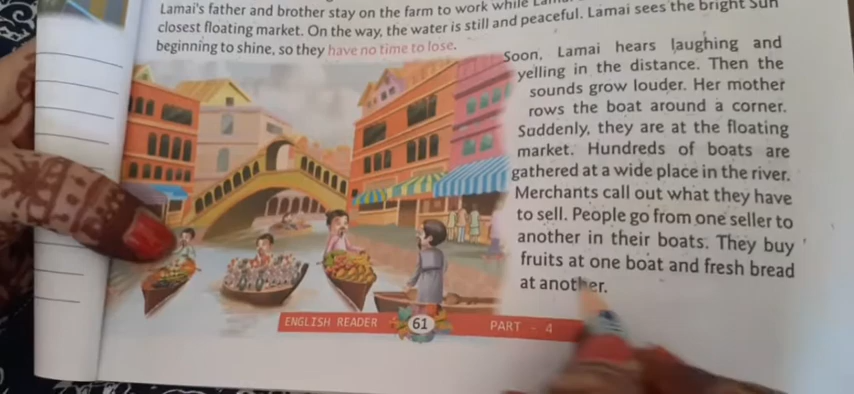 Lamai's father and brother stay on the farm to work while
closest floating market. On the way, the water is still and peaceful. Lamai sees the bright sun
beginning to shine, so they have no time to lose.
Soon, Lamai hears laughing and
yelling in the distance. Then the
sounds grow louder. Her mother
rows the boat around a corner.
Suddenly, they are at the floating
market. Hundreds of boats are
gathered at a wide place in the river.
Merchants call out what they have
to sell. People go from one seller to
another in their boats. They buy
fruits at one boat and fresh bread
at another.
ENGLISH READER 61 PART - 4